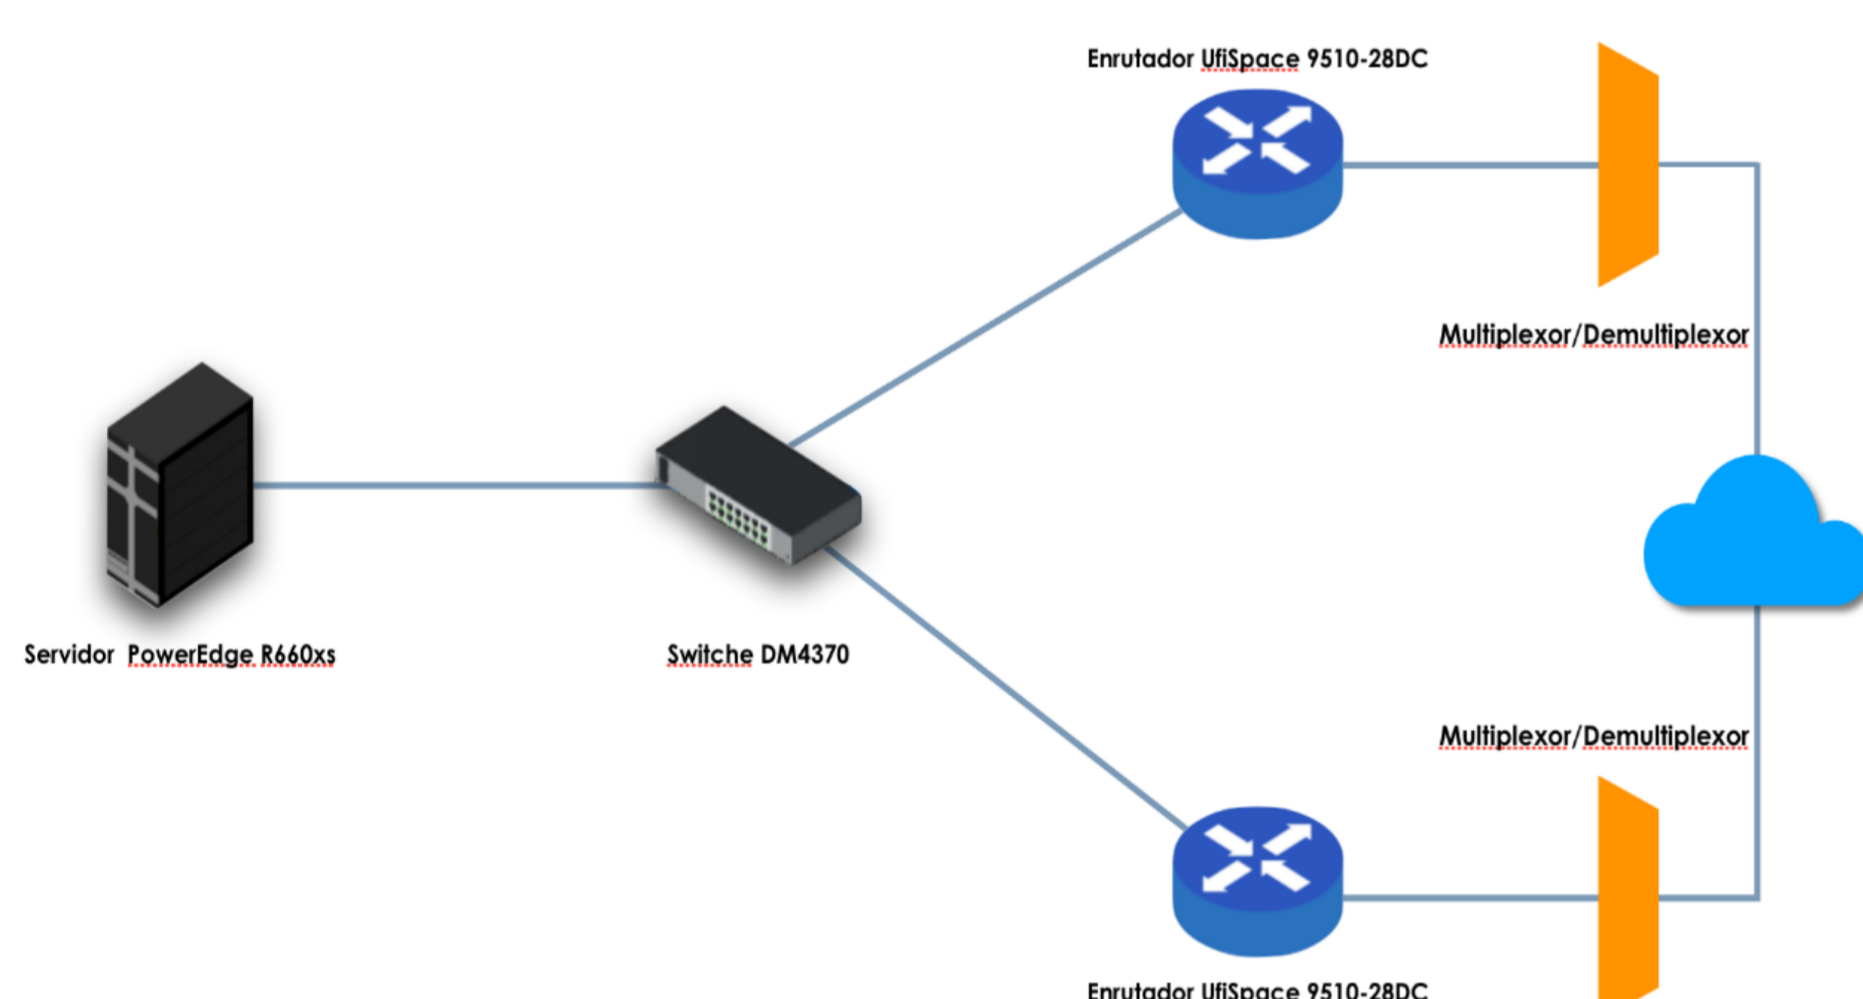 Enrutador UfiSpace 9510-28DC
Multiplexor/Demultiplexor
Servidor PowerEdge R660xs
Switche DM4370
Multiplexor/Demultiplexor
Enrutador UfiSpace 9510-28DC